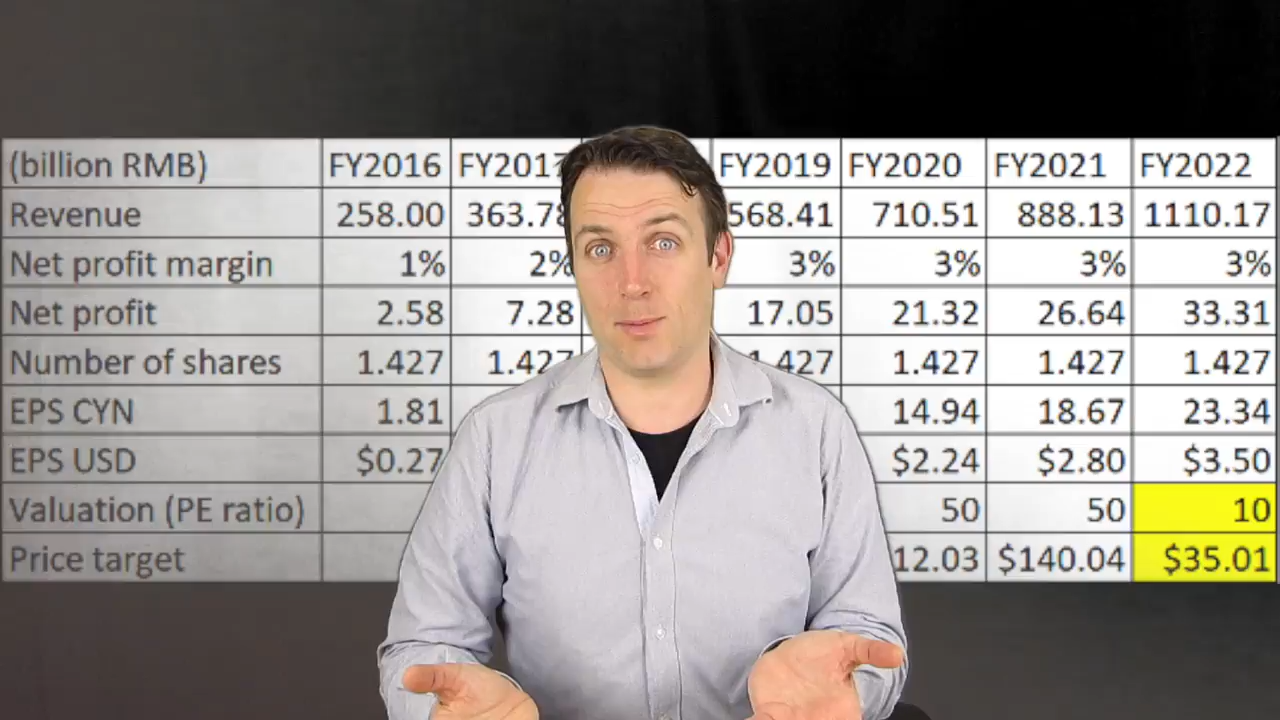 (billion RMB) FY2016 FY2017 FY2019 FY2020 FY2021 FY2022
Revenue 258.00 363.78 568.41 710.51 888.13 1110.17
Net profit margin 1% 2% 3% 3% 3% 3%
Net profit 2.58 7.28 17.05 21.32 26.64 33.31
Number of shares 1.427 1.427 1.427 1.427 1.427 1.427
EPS CYN 1.81 14.94 18.67 23.34
EPS USD $0.27 $2.24 $2.80 $3.50
Valuation (PE ratio) 50 50 10
Price target 12.03 $140.04 $35.01